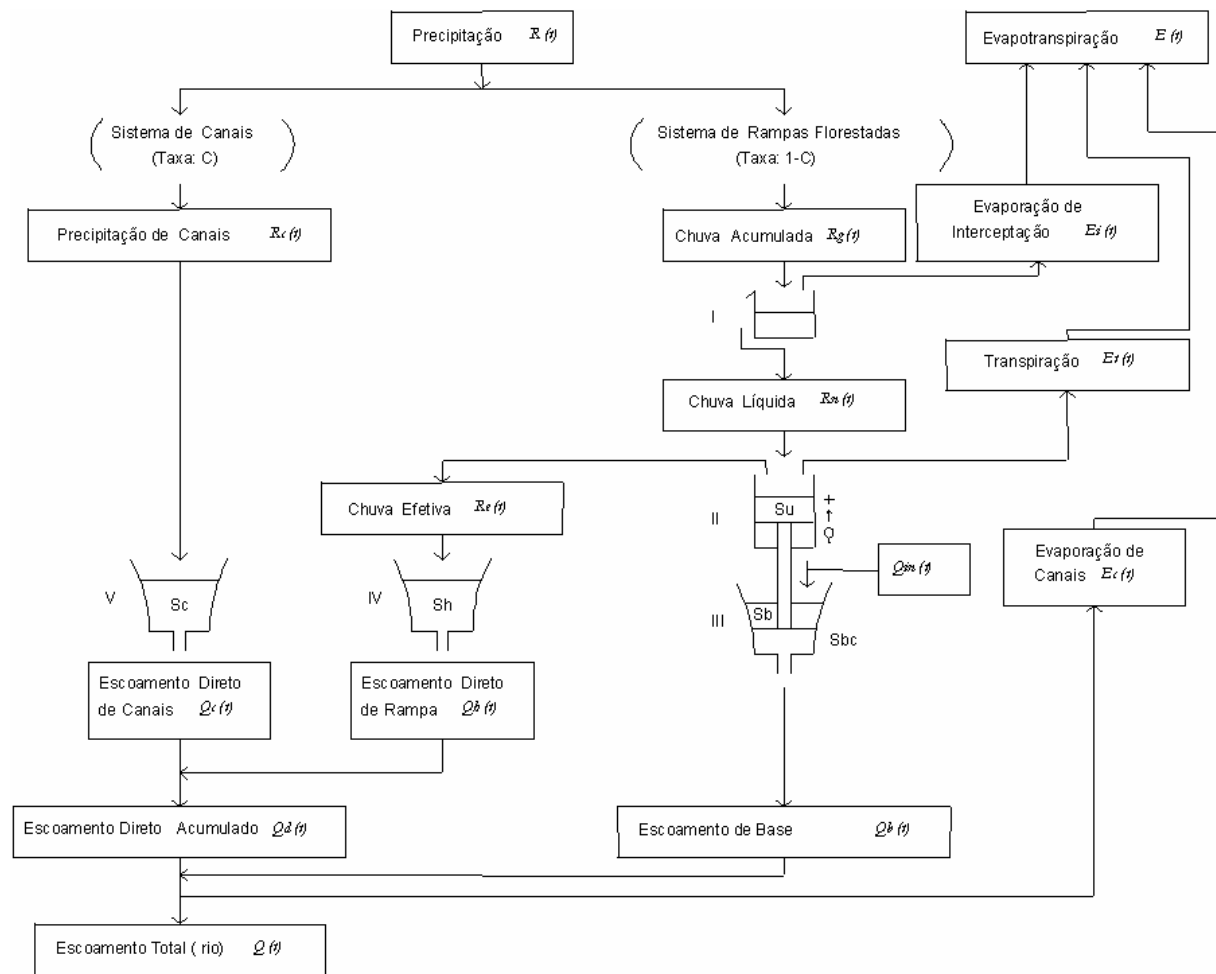 Precipitação R(t)
Evapotranspiração E(t)
( Sistema de Canais )
(Taxa: C)
( Sistema de Rampas Florestadas )
(Taxa: 1-C)
Precipitação de Canais Rc(t)
Chuva Acumulada Rg(t)
Evaporação de
Interceptação Ei(t)
I
Transpiração Et(t)
Chuva Líquida Rn(t)
Chuva Efetiva Re(t)
II
Su
+
↑
Q
Qin(t)
Evaporação de
Canais Ec(t)
V
Sc
IV
Sh
III
Sb
Sbc
Escoamento Direto
de Canais Qc(t)
Escoamento Direto
de Rampa Qh(t)
Escoamento Direto Acumulado Qd(t)
Escoamento de Base Qb(t)
Escoamento Total ( rio) Q(t)